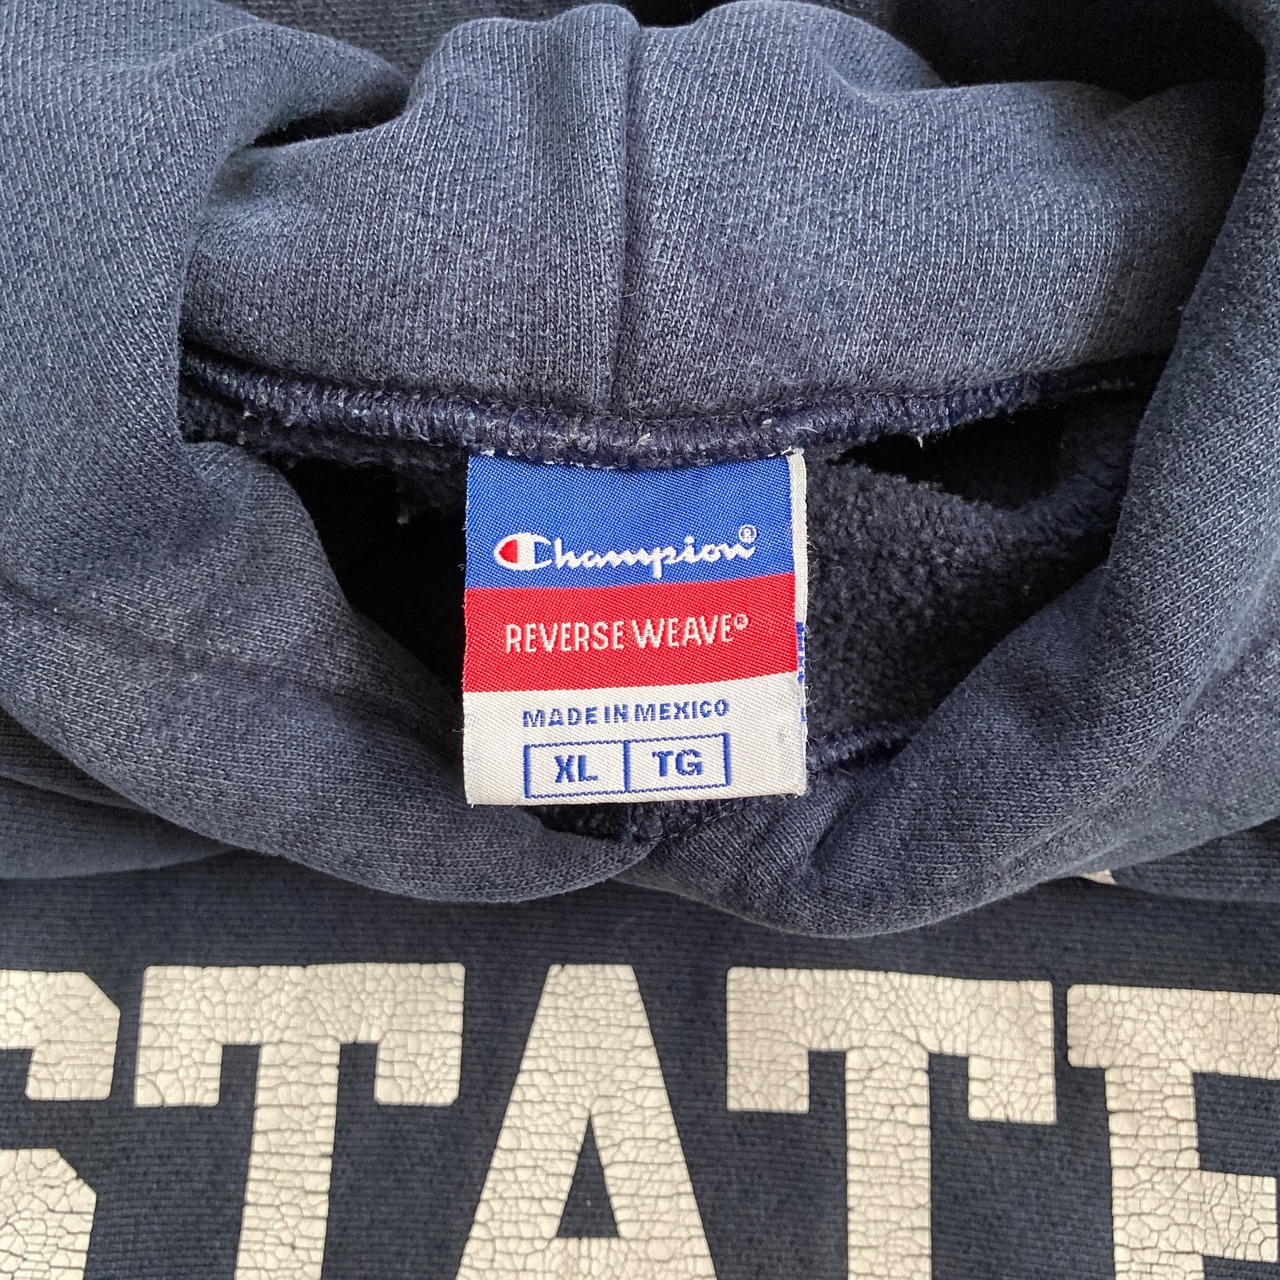 Champion®
REVERSE WEAVE®
MADE IN MEXICO
XL TG
STATE